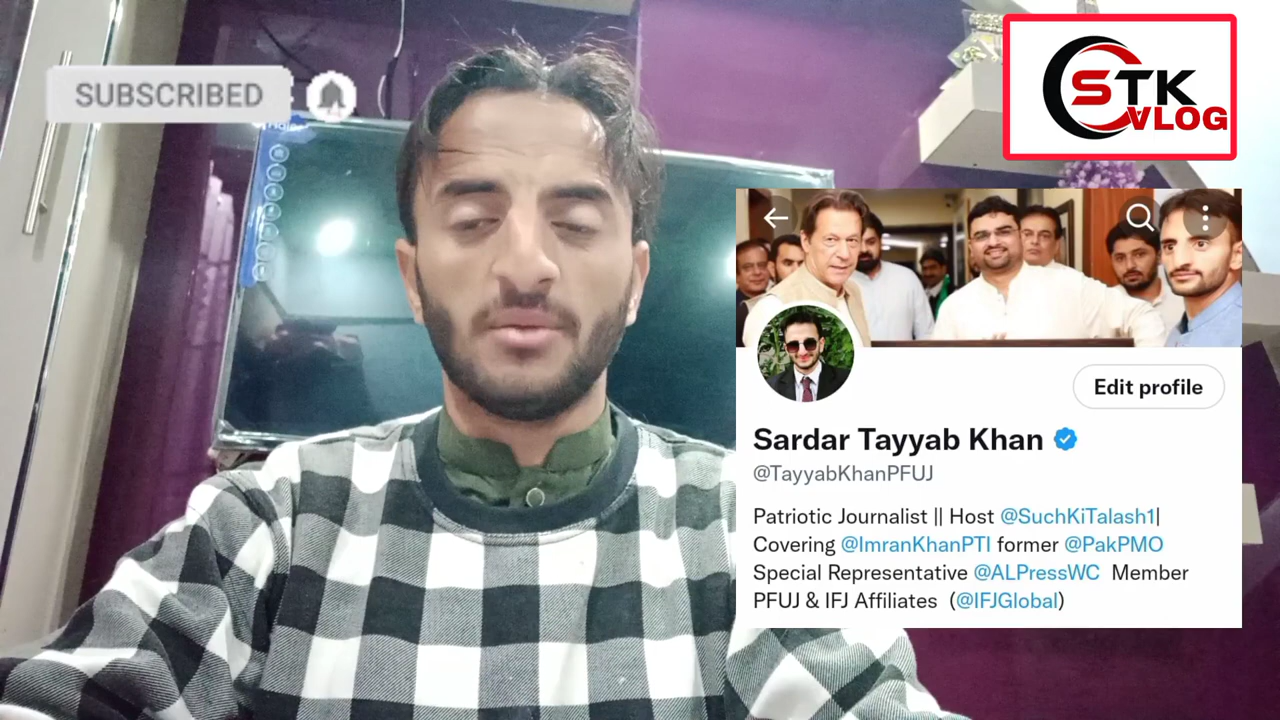 SUBSCRIBED
STK
VLOG
Haier
Edit profile
Sardar Tayyab Khan
@TayyabKhanPFUJ
Patriotic Journalist || Host @SuchKiTalash1|
Covering @ImranKhanPTI former @PakPMO
Special Representative @ALPressWC Member
PFUJ & IFJ Affiliates (@IFJGlobal)